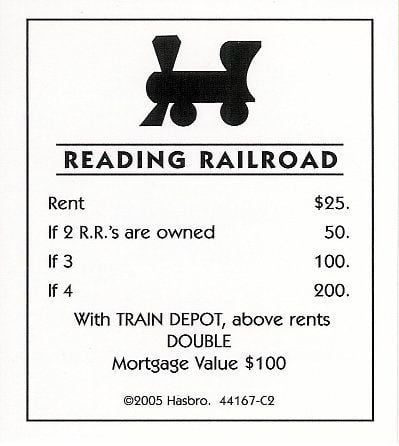 READING RAILROAD
Rent $25.
If 2 R.R.'s are owned 50.
If 3 100.
If 4 200.
With TRAIN DEPOT, above rents
DOUBLE
Mortgage Value $100
©2005 Hasbro. 44167-C2